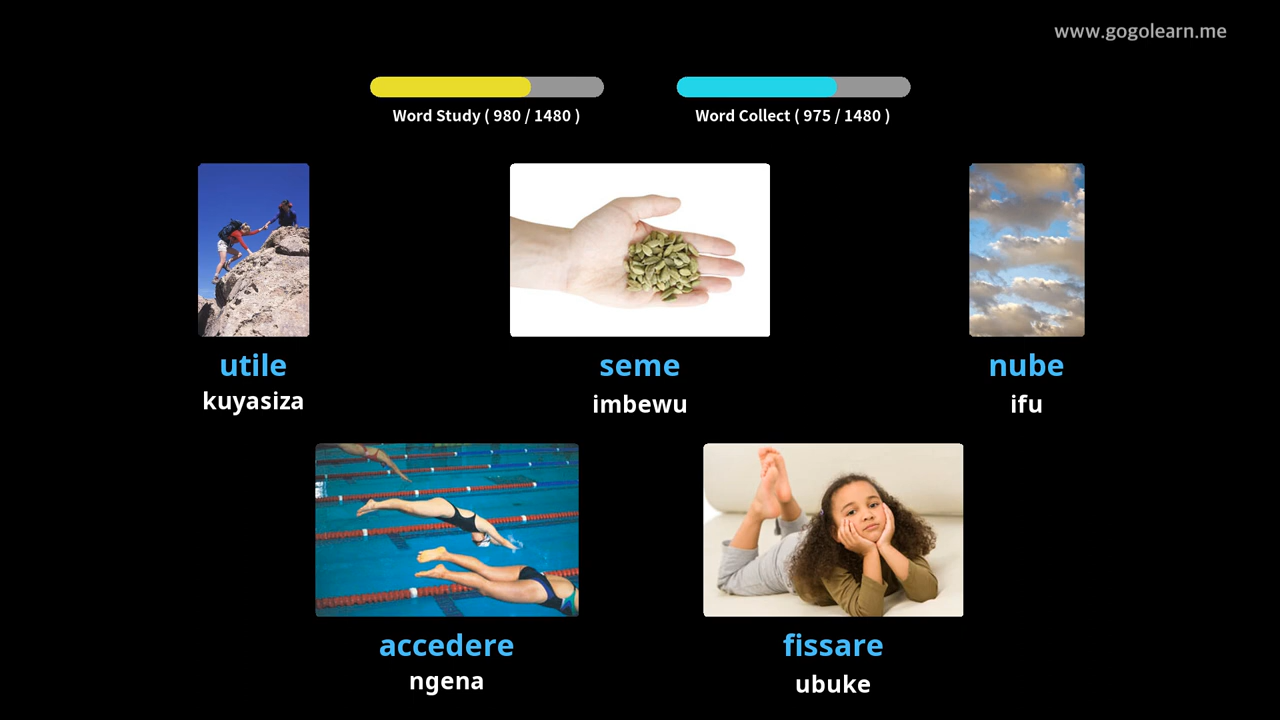 www.gogolearn.me
Word Study ( 980 / 1480 )
Word Collect ( 975 / 1480 )
utile
kuyasiza
seme
imbewu
nube
ifu
accedere
ngena
fissare
ubuke